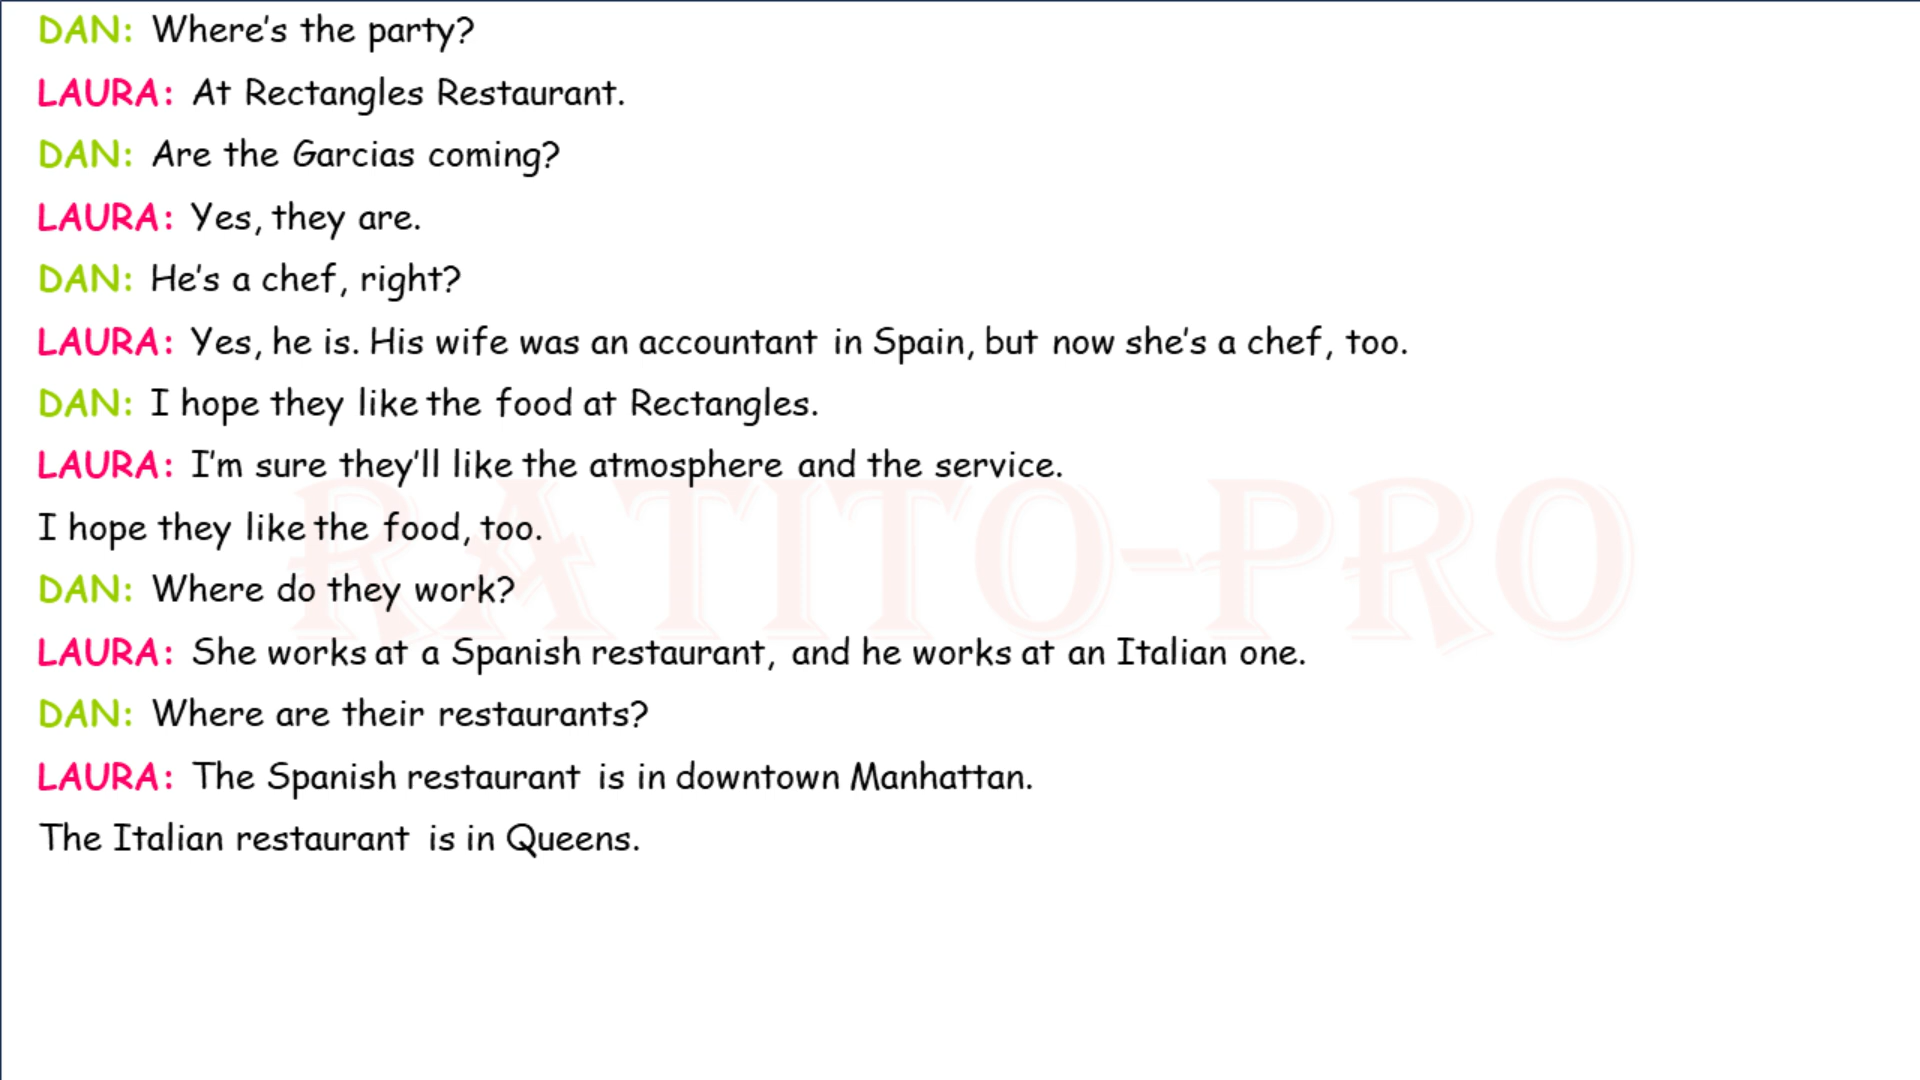 DAN: Where's the party?
LAURA: At Rectangles Restaurant.
DAN: Are the Garcias coming?
LAURA: Yes, they are.
DAN: He's a chef, right?
LAURA: Yes, he is. His wife was an accountant in Spain, but now she's a chef, too.
DAN: I hope they like the food at Rectangles.
LAURA: I'm sure they'll like the atmosphere and the service.
I hope they like the food, too.
RATITO-PRO
DAN: Where do they work?
LAURA: She works at a Spanish restaurant, and he works at an Italian one.
DAN: Where are their restaurants?
LAURA: The Spanish restaurant is in downtown Manhattan.
The Italian restaurant is in Queens.